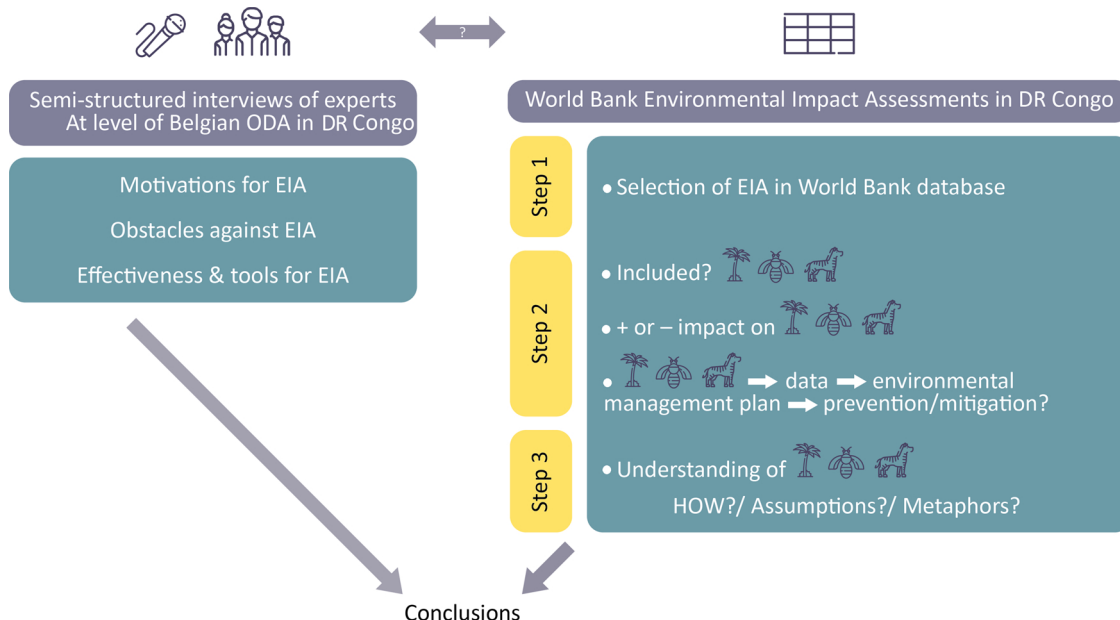 ?
Semi-structured interviews of experts
At level of Belgian ODA in DR Congo
Motivations for EIA
Obstacles against EIA
Effectiveness & tools for EIA
World Bank Environmental Impact Assessments in DR Congo
Step 1
• Selection of EIA in World Bank database
Step 2
• Included?
• + or – impact on
• ➡ data ➡ environmental
management plan ➡ prevention/mitigation?
Step 3
• Understanding of
HOW?/ Assumptions?/ Metaphors?
Conclusions